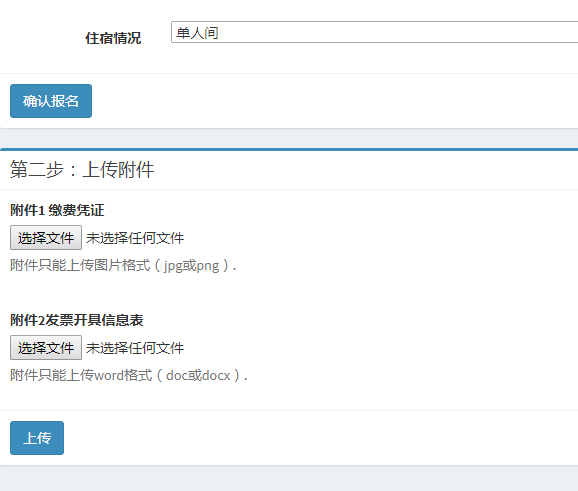 住宿情况
单人间
确认报名
第二步：上传附件
附件1 缴费凭证
选择文件 未选择任何文件
附件只能上传图片格式（jpg或png）.
附件2发票开具信息表
选择文件 未选择任何文件
附件只能上传word格式（doc或docx）.
上传